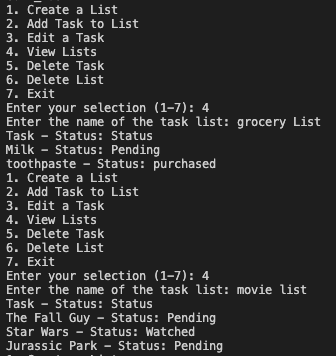 1. Create a List
2. Add Task to List
3. Edit a Task
4. View Lists
5. Delete Task
6. Delete List
7. Exit
Enter your selection (1-7): 4
Enter the name of the task list: grocery List
Task - Status: Status
Milk - Status: Pending
toothpaste - Status: purchased
1. Create a List
2. Add Task to List
3. Edit a Task
4. View Lists
5. Delete Task
6. Delete List
7. Exit
Enter your selection (1-7): 4
Enter the name of the task list: movie list
Task - Status: Status
The Fall Guy - Status: Pending
Star Wars - Status: Watched
Jurassic Park - Status: Pending